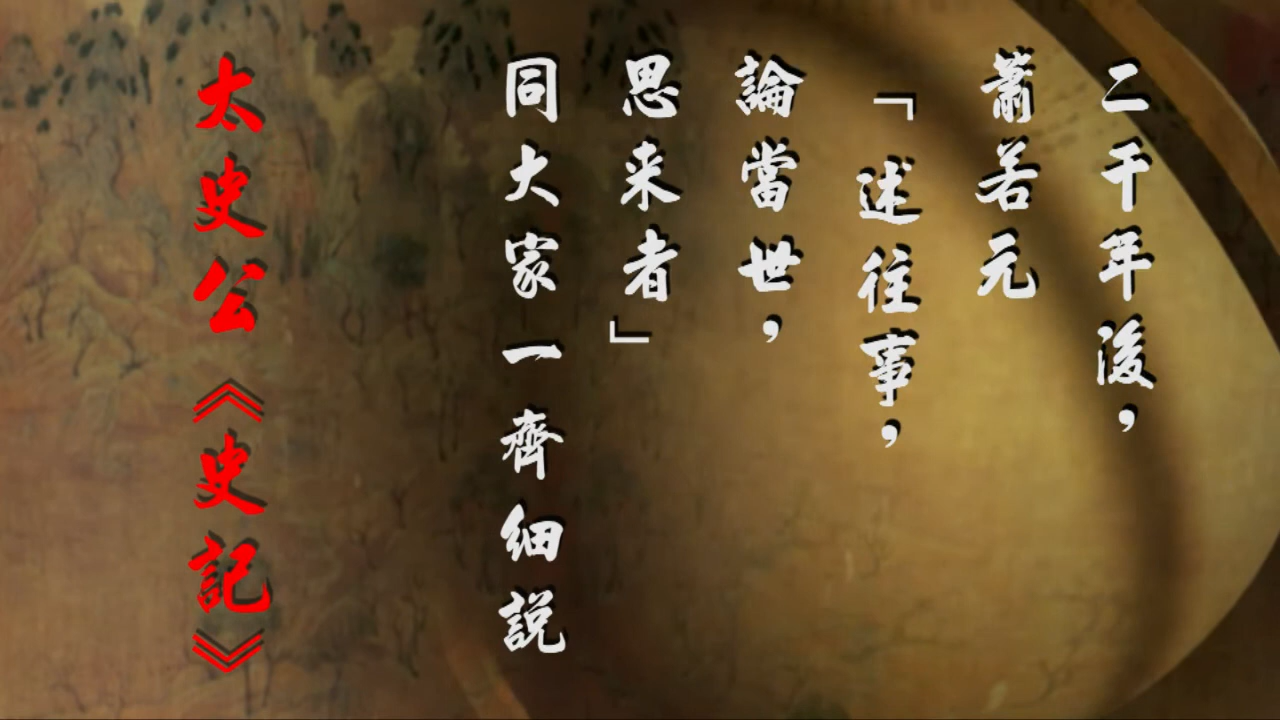 二千年後，
蕭若元
「述往事，
論當世，
思来者」
同大家一齊細説
太史公《史記》